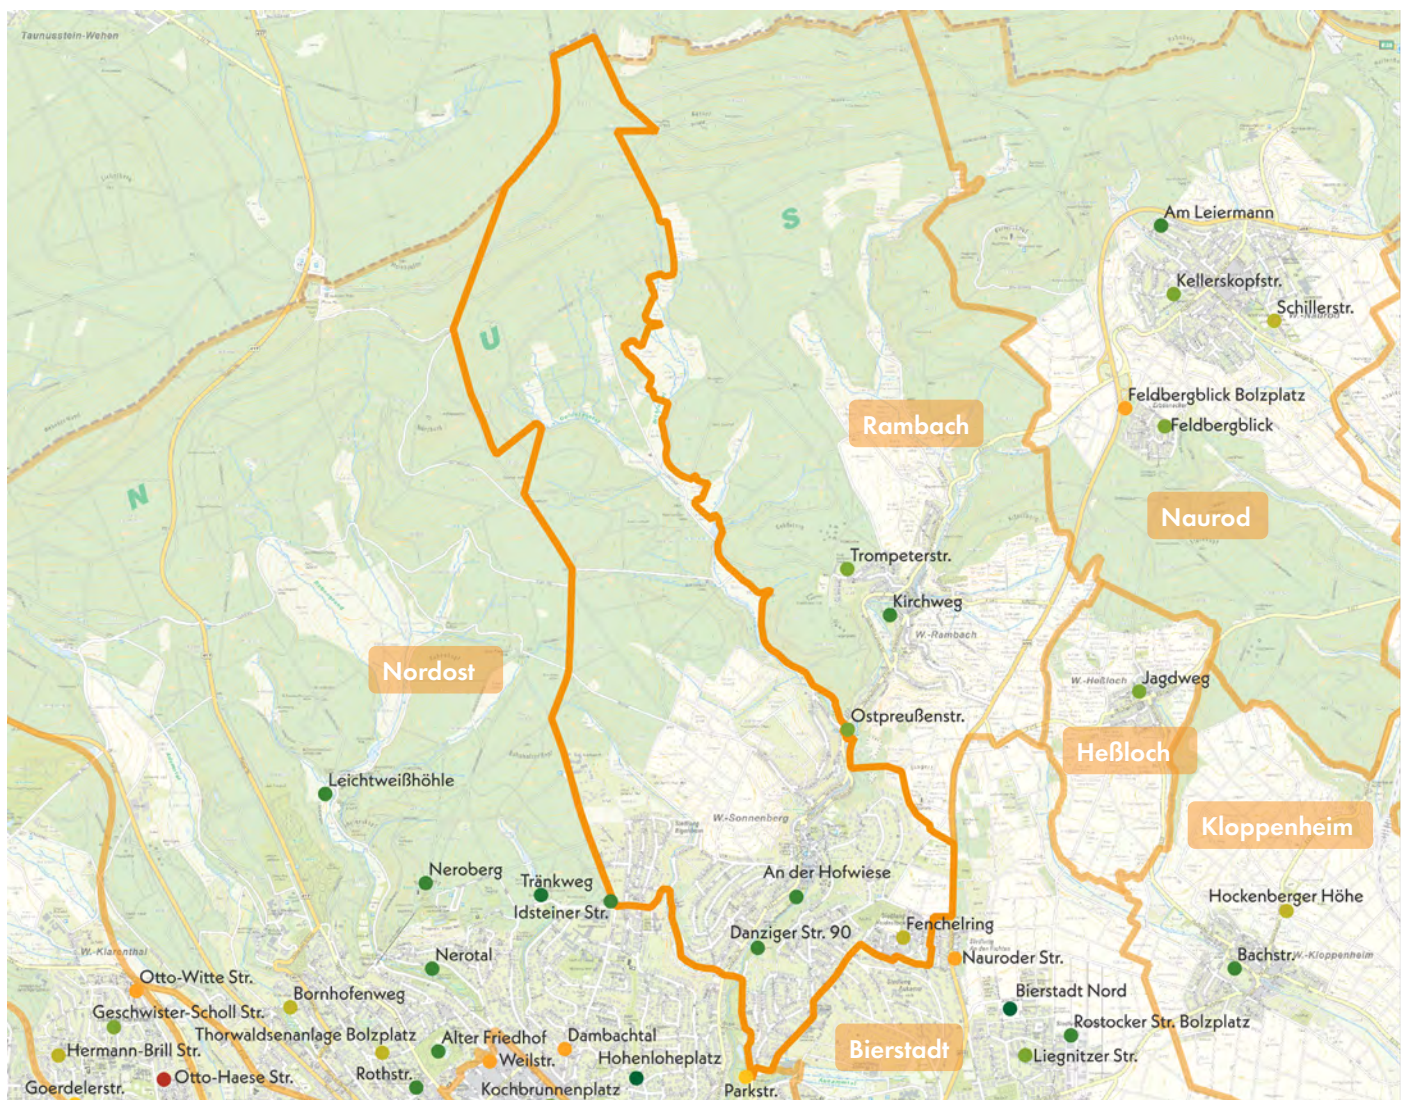 Taunusstein-Wehen
S
Am Leiermann
Kellerskopfstr.
Schillerstr.
W.-Naurod
U
Feldbergblick Bolzplatz
Feldbergblick
Rambach
N
Naurod
Trompeterstr.
Kirchweg
W.-Rambach
Nordost
W.-Heßloch
Jagdweg
Ostpreußenstr.
Heßloch
Leichtweißhöhle
W.-Sonnenberg
Kloppenheim
Neroberg
Tränkweg
An der Hofwiese
Idsteiner Str.
Hockenberger Höhe
Fenchelring
Danziger Str. 90
W.-Klarenthal
Nerotal
Nauroder Str.
Bachstr.
W.-Kloppenheim
Otto-Witte Str.
Bornhofenweg
Bierstadt Nord
Geschwister-Scholl Str.
Rostocker Str. Bolzplatz
Thorwaldsenanlage Bolzplatz
Alter Friedhof
Dambachtal
Hermann-Brill Str.
Weilstr.
Hohenloheplatz
Bierstadt
Liegnitzer Str.
Otto-Haese Str.
Rothstr.
Goerdelerstr.
Kochbrunnenplatz
Parkstr.